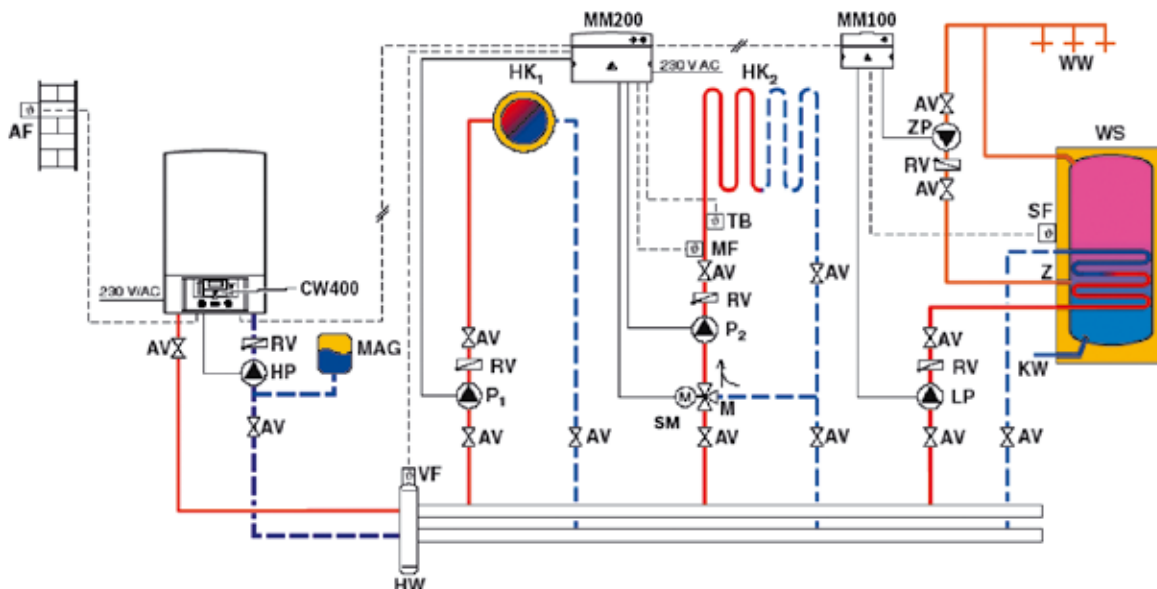 MM200
MM100
230 V AC
HK1
HK2
WW
AF
AV
ZP
WS
RV
AV
SF
TB
MF
AV
AV
RV
Z
CW400
230 V/AC
P2
AV
RV
MAG
AV
AV
HP
RV
RV
KW
P1
M
SM
M
LP
AV
AV
AV
AV
AV
AV
AV
VF
HW